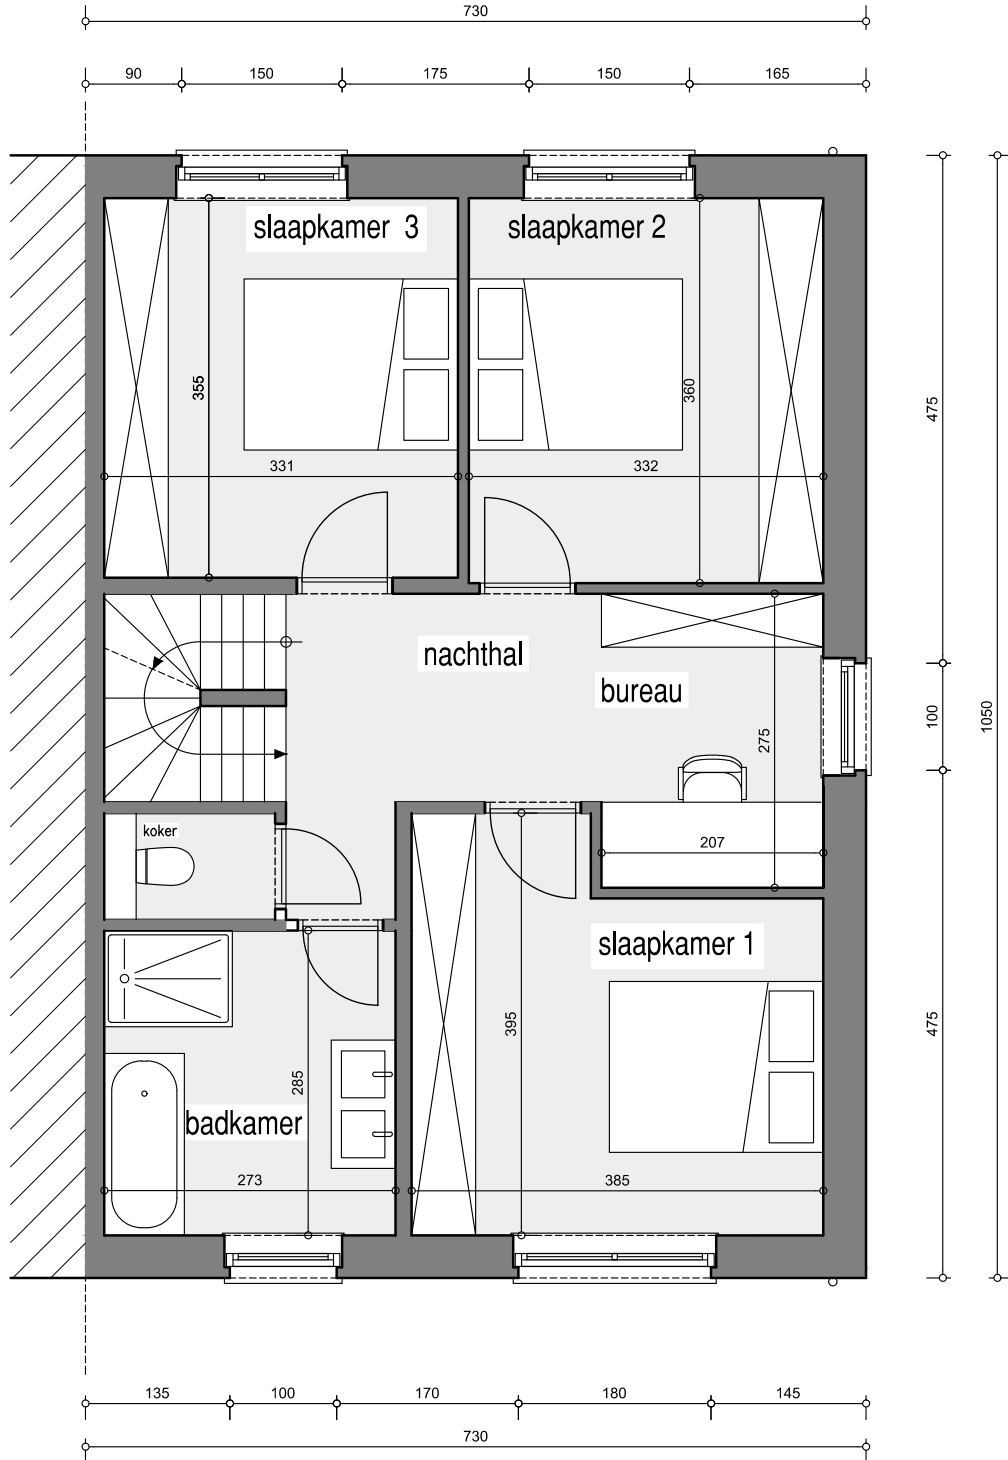 730
90 150 175 150 165
slaapkamer 3 slaapkamer 2
355 360
475
331 332
nachthal
bureau
275 100 1050
koker
207
slaapkamer 1
395 475
285
badkamer
273 385
135 100 170 180 145
730